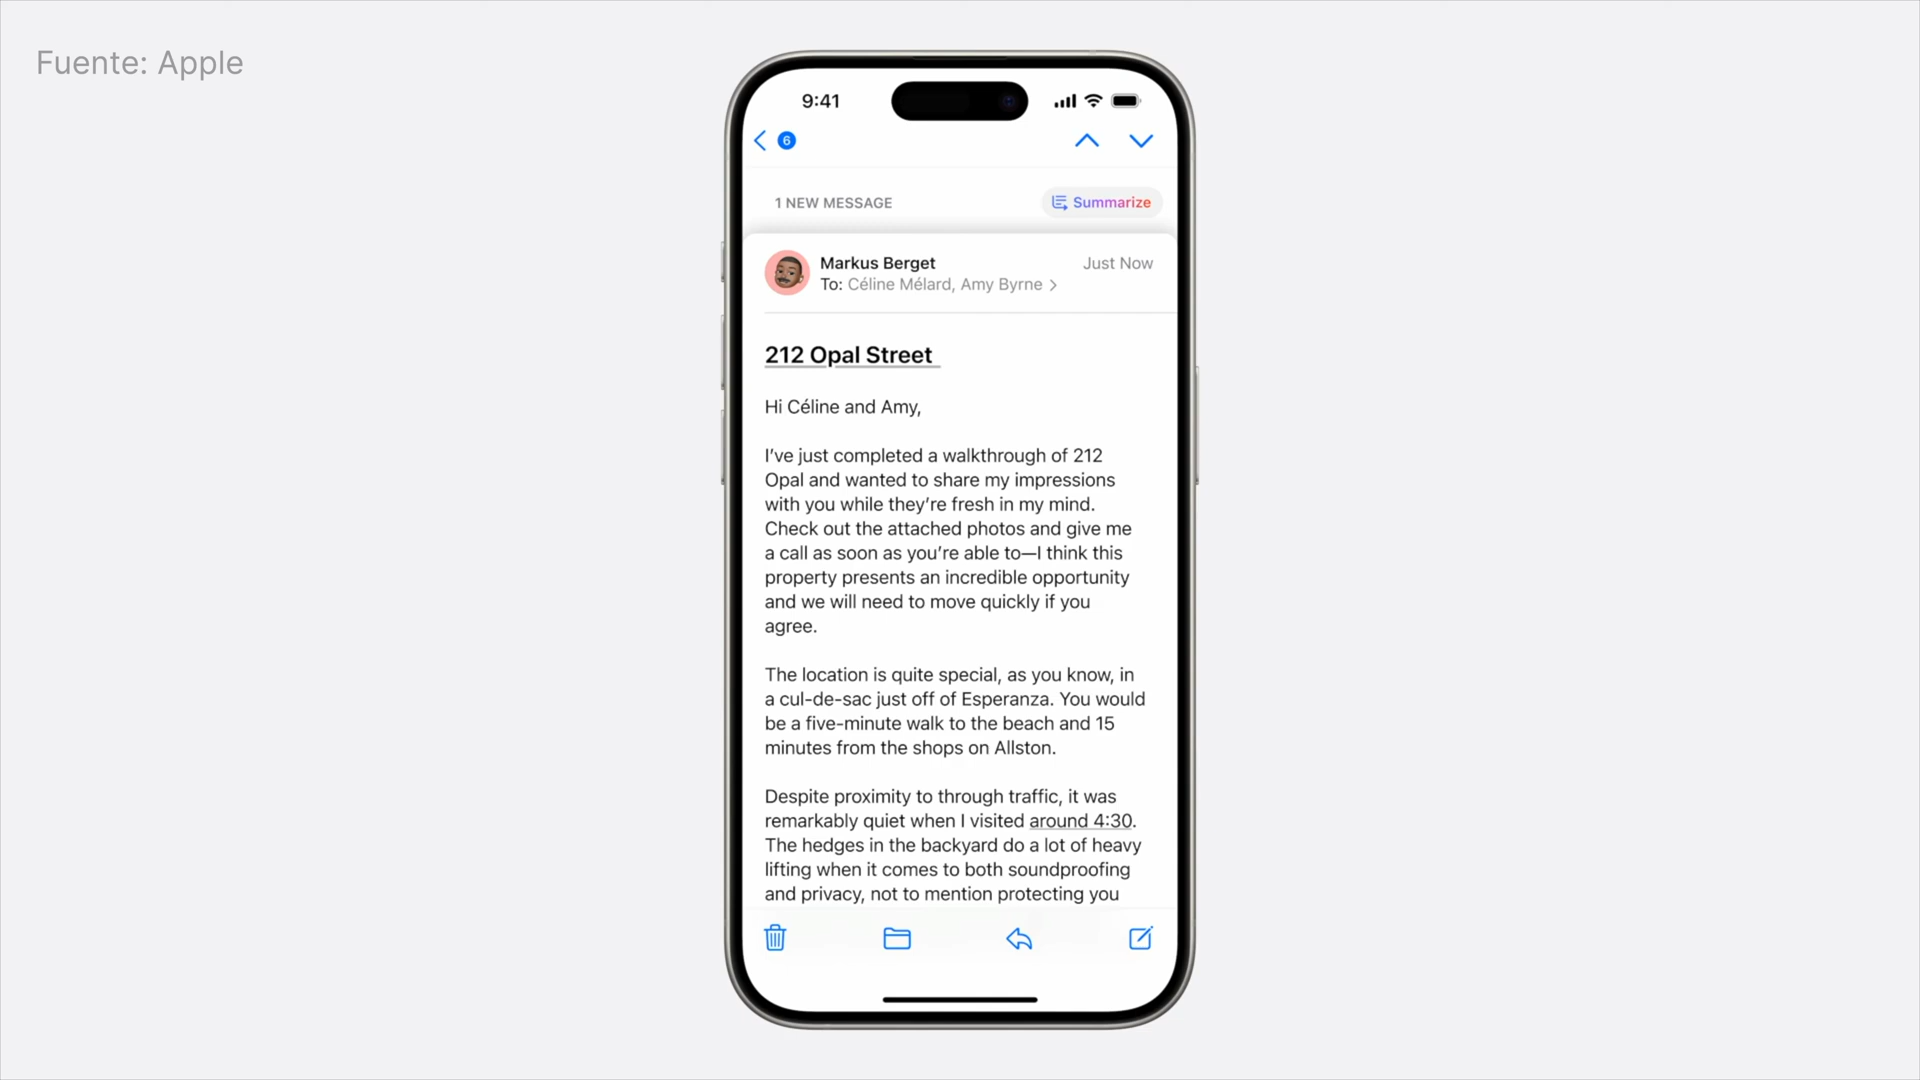 Fuente: Apple
9:41
6
1 NEW MESSAGE
Summarize
Markus Berget
Just Now
To: Céline Mélard, Amy Byrne
212 Opal Street
Hi Céline and Amy,
I’ve just completed a walkthrough of 212
Opal and wanted to share my impressions
with you while they’re fresh in my mind.
Check out the attached photos and give me
a call as soon as you’re able to—I think this
property presents an incredible opportunity
and we will need to move quickly if you
agree.
The location is quite special, as you know, in
a cul-de-sac just off of Esperanza. You would
be a five-minute walk to the beach and 15
minutes from the shops on Allston.
Despite proximity to through traffic, it was
remarkably quiet when I visited around 4:30.
The hedges in the backyard do a lot of heavy
lifting when it comes to both soundproofing
and privacy, not to mention protecting you